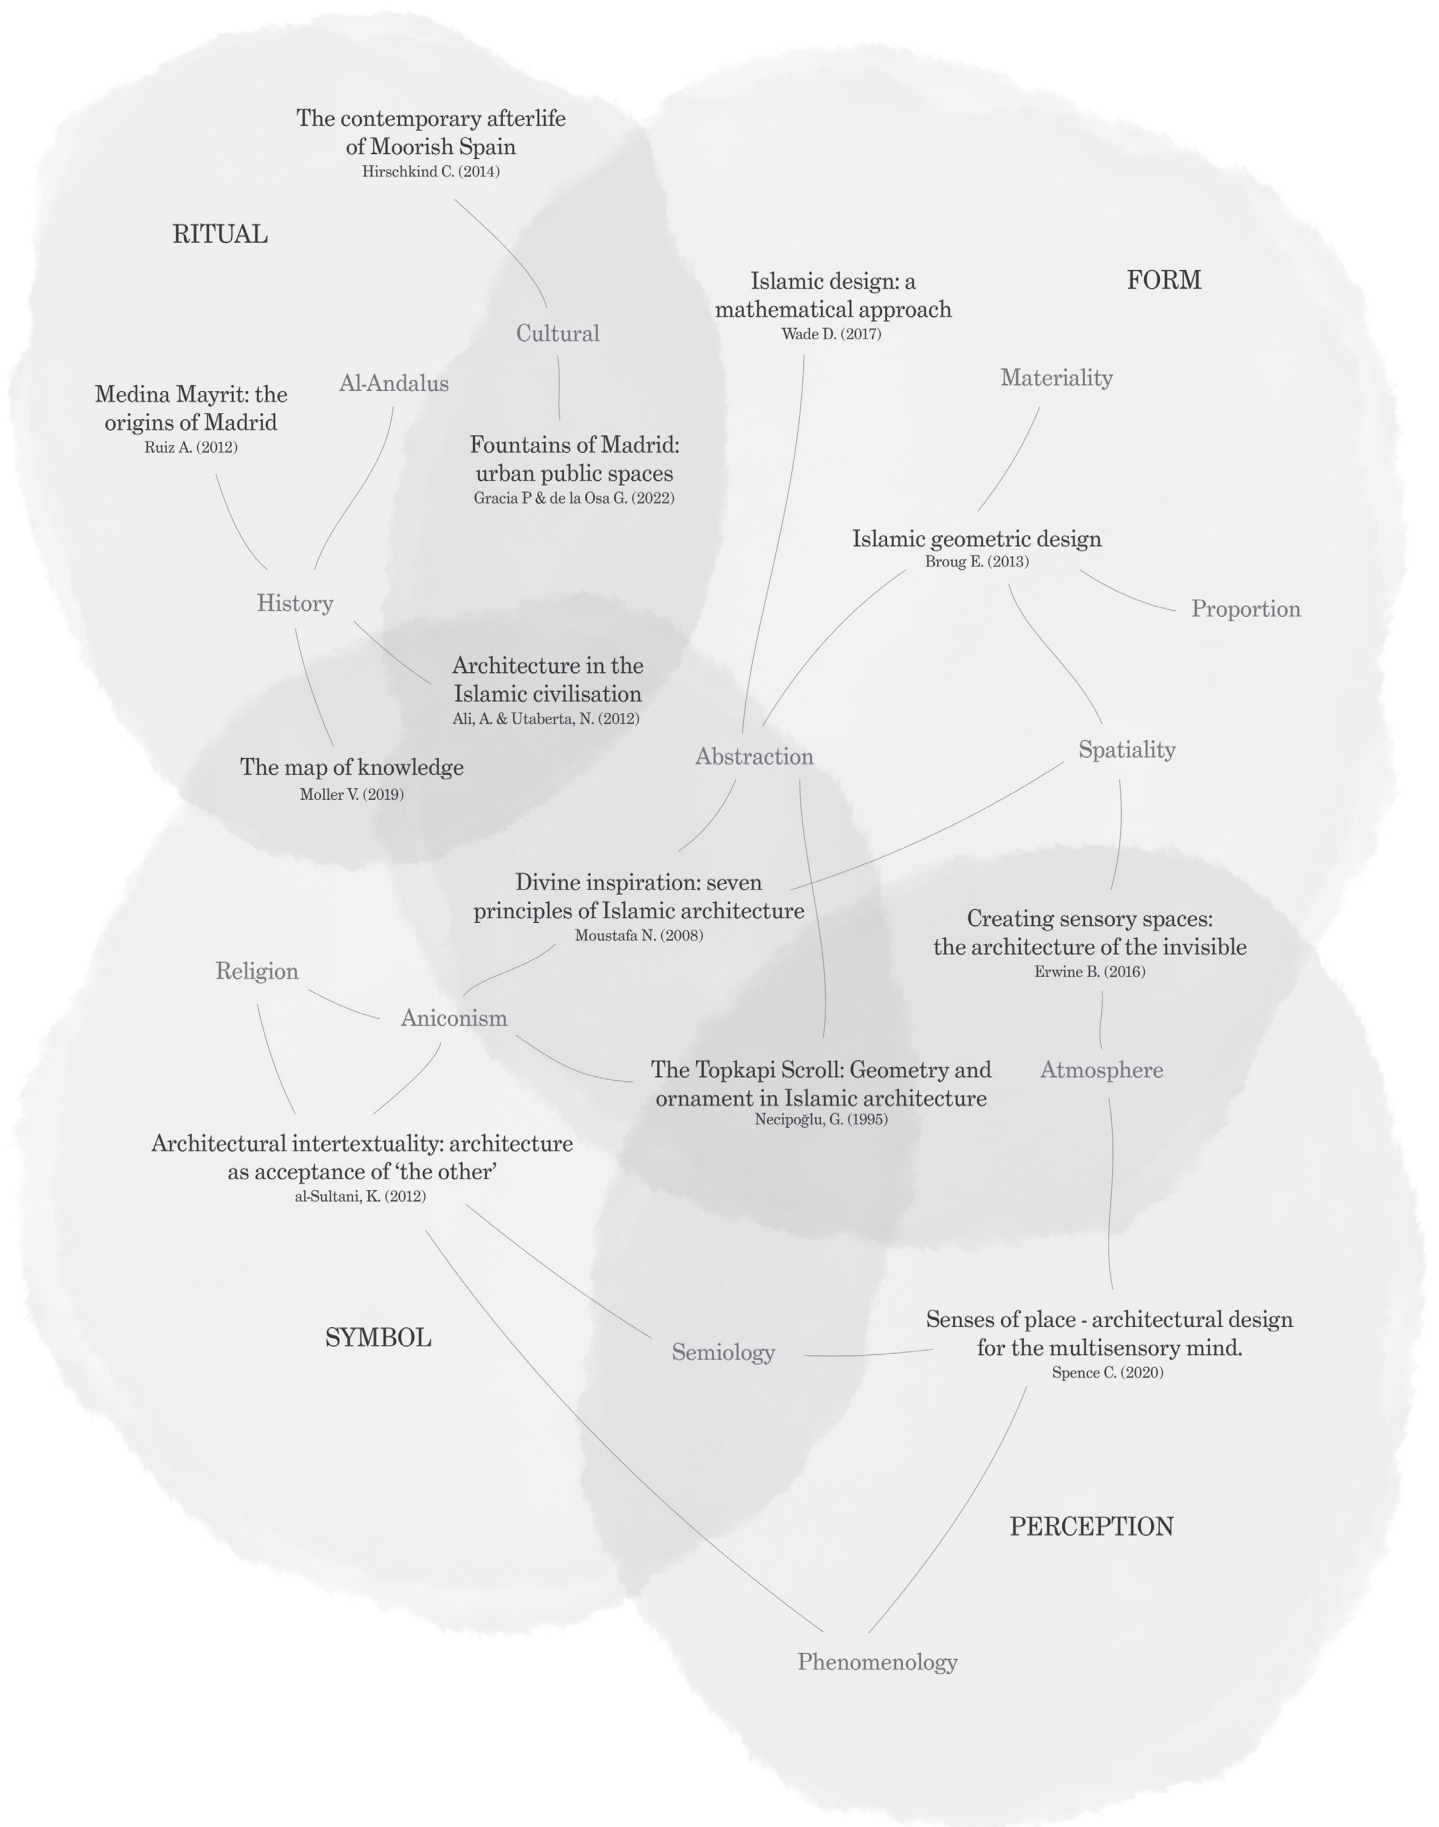 The contemporary afterlife
of Moorish Spain
Hirschkind C. (2014)
RITUAL
FORM
Islamic design: a
mathematical approach
Wade D. (2017)
Cultural
Materiality
Al-Andalus
Medina Mayrit: the
origins of Madrid
Ruiz A. (2012)
Fountains of Madrid:
urban public spaces
Gracia P & de la Osa G. (2022)
Islamic geometric design
Broug E. (2013)
History
Proportion
Architecture in the
Islamic civilisation
Ali, A. & Utaberta, N. (2012)
Abstraction
Spatiality
The map of knowledge
Moller V. (2019)
Divine inspiration: seven
principles of Islamic architecture
Moustafa N. (2008)
Creating sensory spaces:
the architecture of the invisible
Erwine B. (2016)
Religion
Aniconism
The Topkapi Scroll: Geometry and
ornament in Islamic architecture
Necipoğlu, G. (1995)
Atmosphere
Architectural intertextuality: architecture
as acceptance of ‘the other’
al-Sultani, K. (2012)
SYMBOL
Semiology
Senses of place - architectural design
for the multisensory mind.
Spence C. (2020)
PERCEPTION
Phenomenology